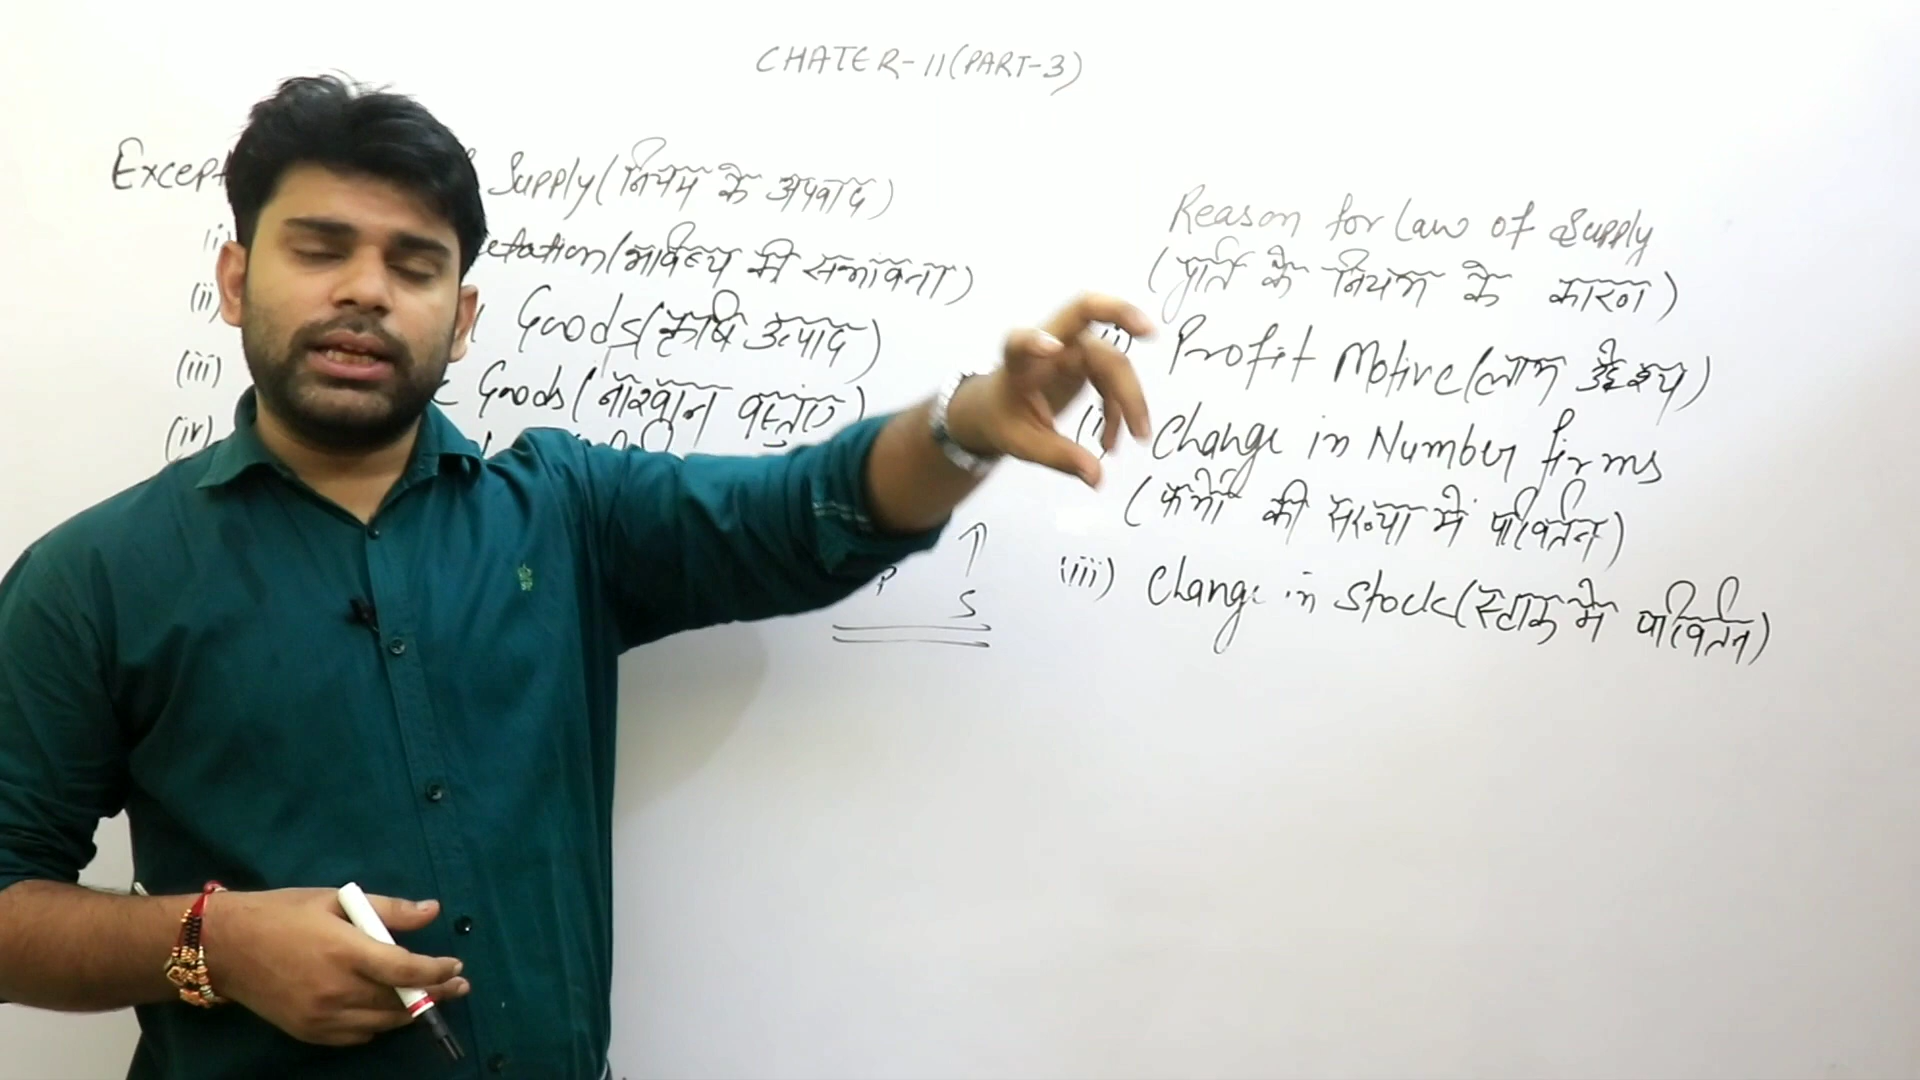 CHATER-11(PART-3)
Except Supply(नियम के अपवाद)
(i) etation(भविष्य की संभावना)
(ii) Goods(कृषि उत्पाद)
(iii) Goods(नाशवान वस्तुएं)
(iv)
P S
Reason for Law of Supply
(पूर्ति के नियम के कारण)
Profit Motive(लाभ उद्देश्य)
Change in Number firms
(फर्मों की संख्या में परिवर्तन)
(iii) Change in Stock(स्टाक मे परिवर्तन)